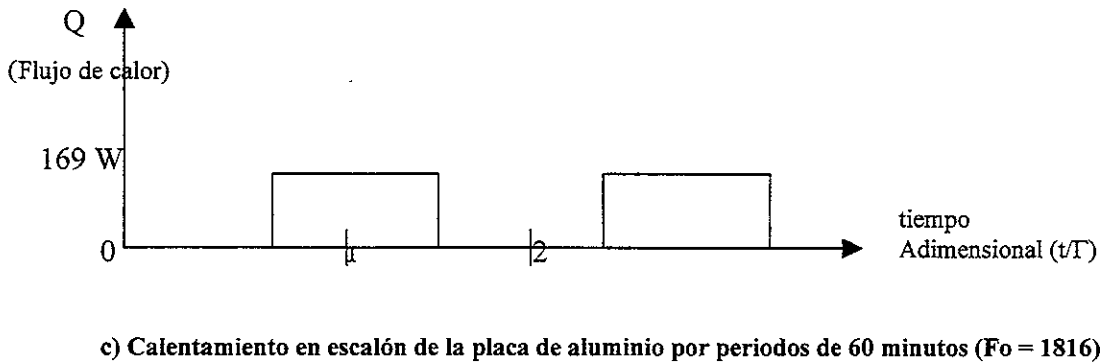 Q
(Flujo de calor)
169 W
0
1
2
tiempo
Adimensional (t/Γ)
c) Calentamiento en escalón de la placa de aluminio por periodos de 60 minutos (Fo = 1816)